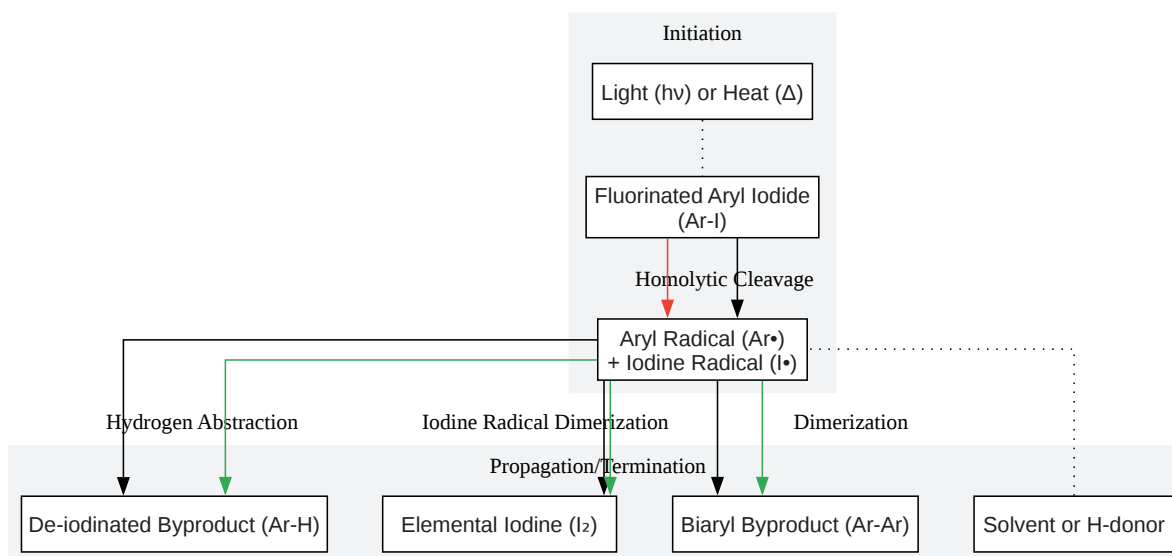 Initiation
Light (hν) or Heat (Δ)
Fluorinated Aryl Iodide
(Ar-I)
Homolytic Cleavage
Aryl Radical (Ar•)
+ Iodine Radical (I•)
Hydrogen Abstraction
Iodine Radical Dimerization
Dimerization
Propagation/Termination
De-iodinated Byproduct (Ar-H)
Elemental Iodine (I₂)
Biaryl Byproduct (Ar-Ar)
Solvent or H-donor